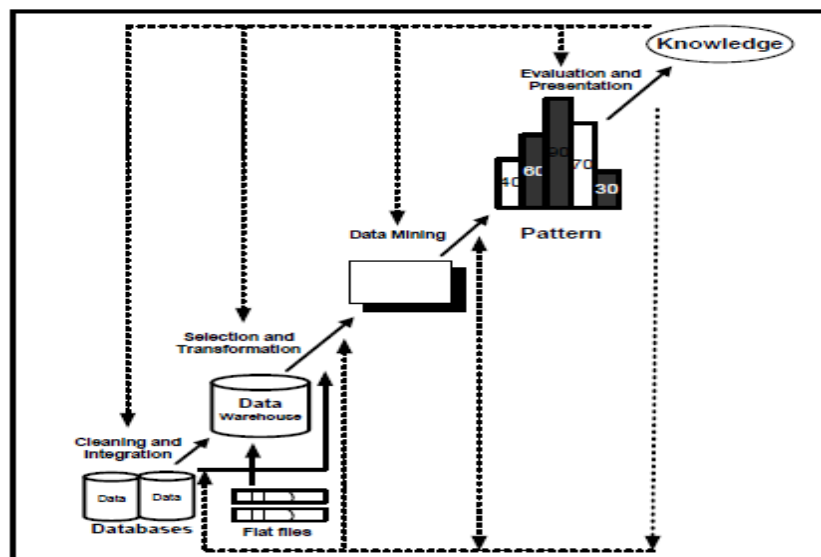 Knowledge
Evaluation and
Presentation
40
60
90
70
30
Pattern
Data Mining
Selection and
Transformation
Data
Warehouse
Cleaning and
Integration
Data
Data
Databases
Flat files